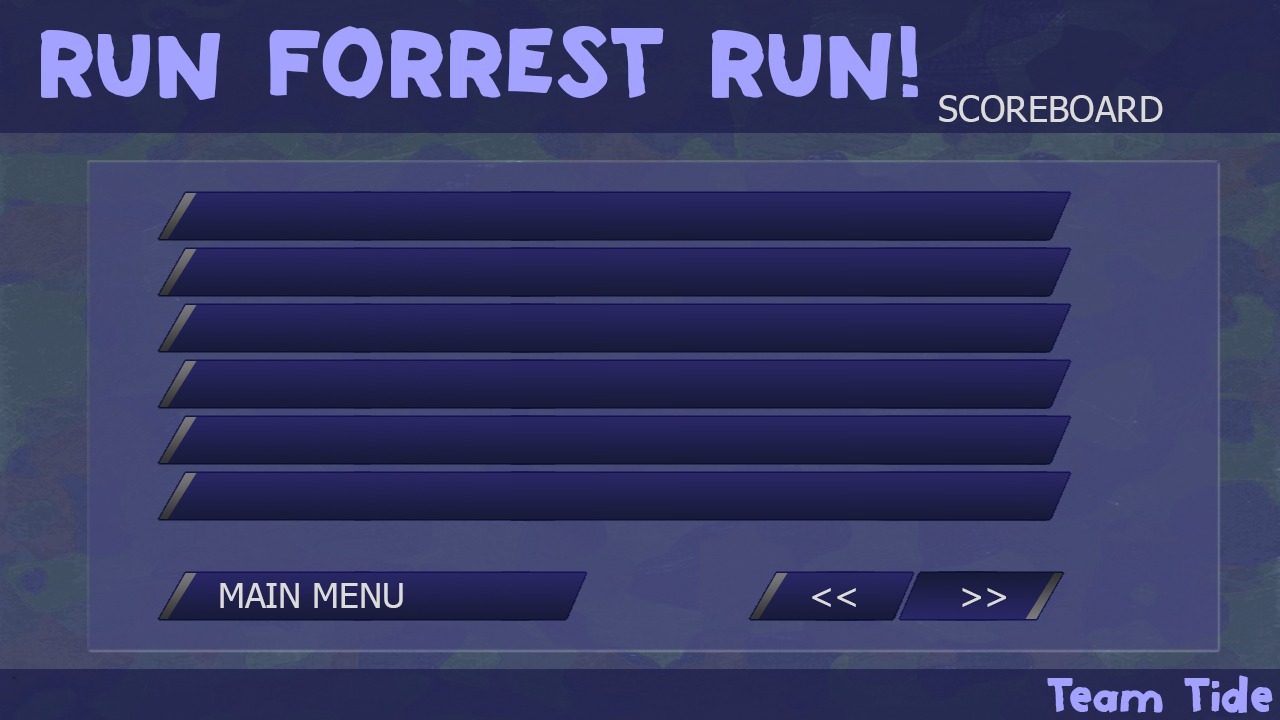 RUN FORREST RUN!
SCOREBOARD
MAIN MENU
<< >>
Team Tide